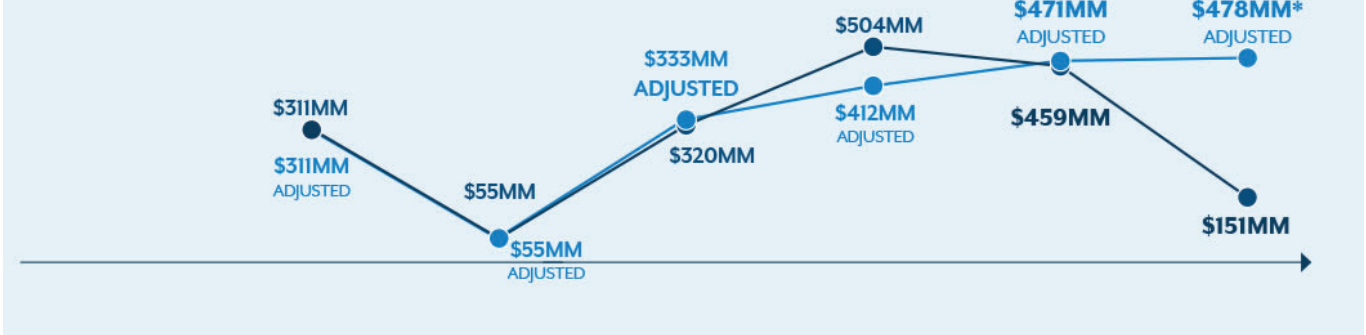 $311MM
$311MM
ADJUSTED
$55MM
$55MM
ADJUSTED
$333MM
ADJUSTED
$320MM
$504MM
$412MM
ADJUSTED
$471MM
ADJUSTED
$459MM
$478MM*
ADJUSTED
$151MM